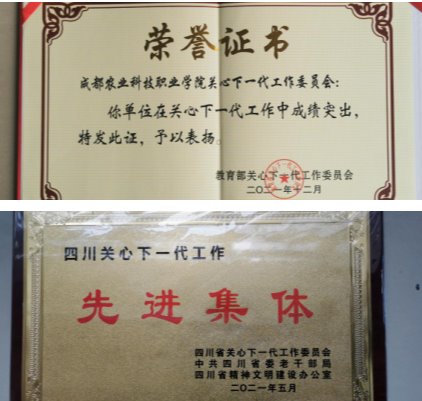 荣誉证书
成都农业科技职业学院关心下一代工作委员会：
你单位在关心下一代工作中成绩突出，
特发此证，予以表扬。
教育部关心下一代工作委员会
二〇二一年十二月
四川关心下一代工作
先进集体
四川省关心下一代工作委员会
中共四川省委老干部局
四川省精神文明建设办公室
二〇二一年五月